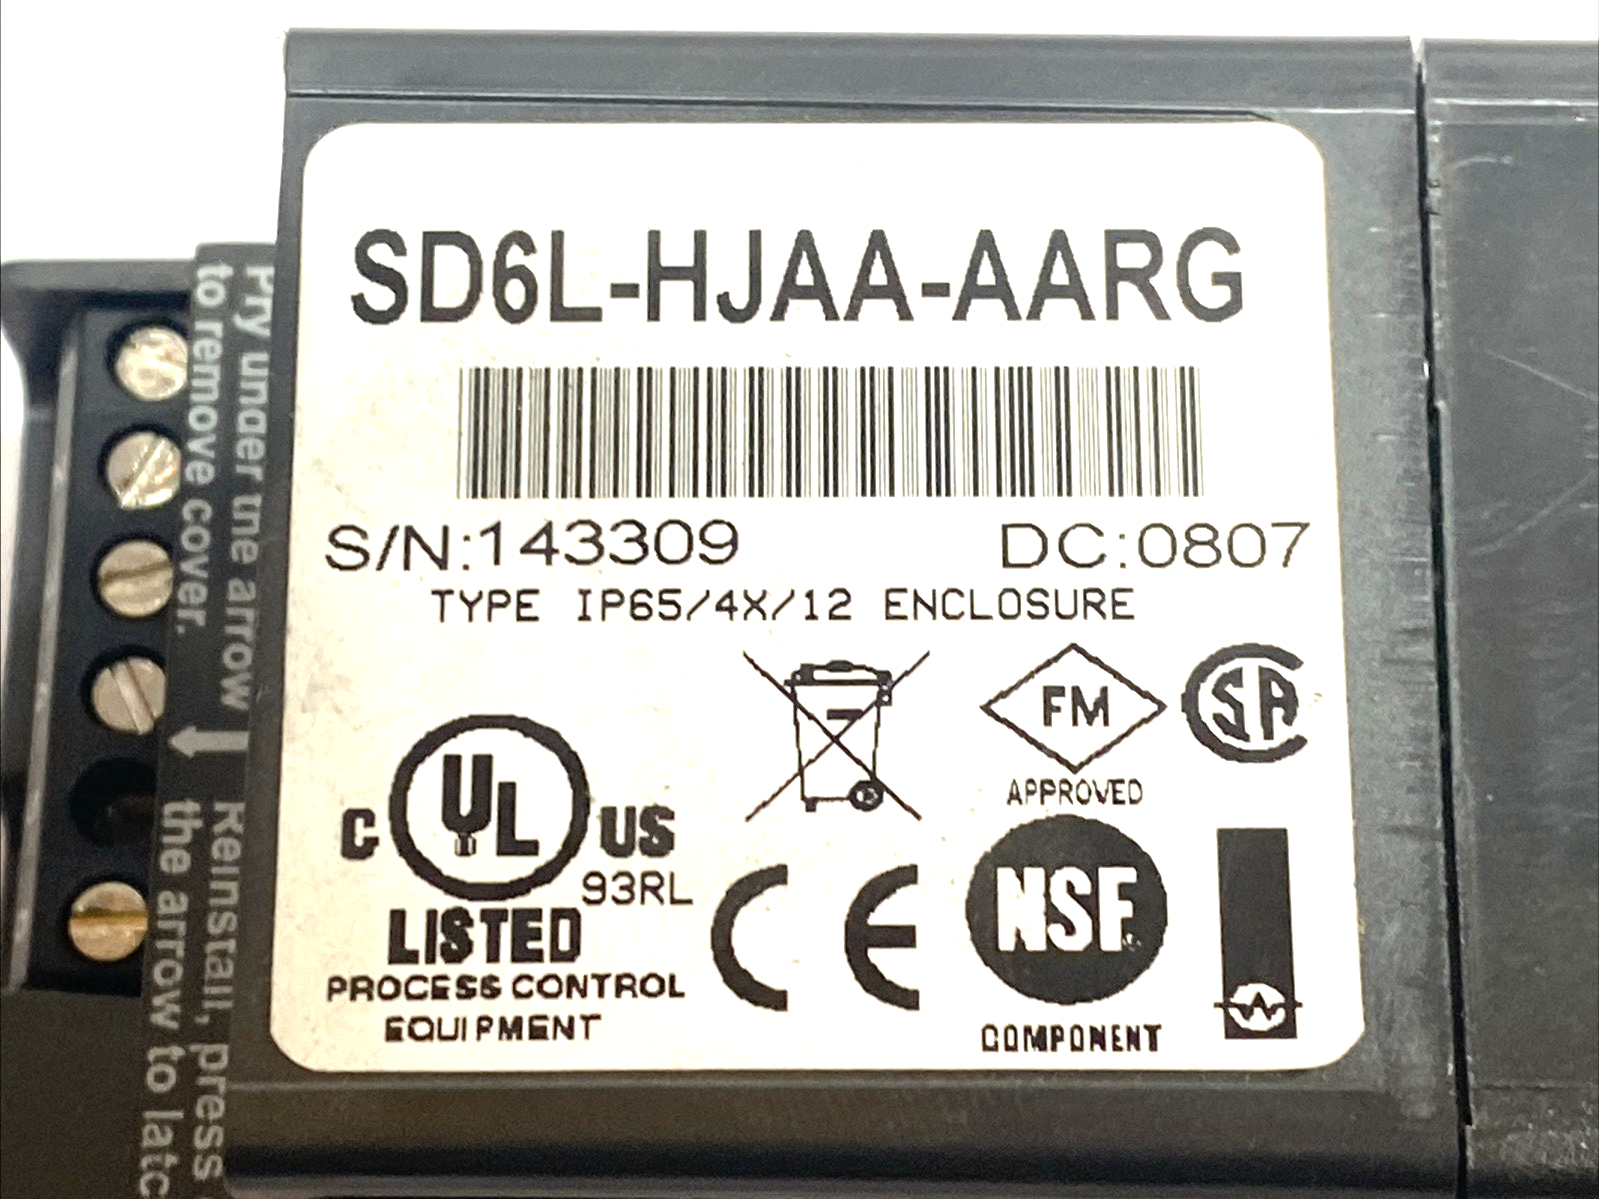 SD6L-HJAA-AARG
S/N:143309 DC:0807
TYPE IP65/4X/12 ENCLOSURE
FM
APPROVED
CSA
C UL US
93RL
LISTED
PROCESS CONTROL
EQUIPMENT
CE
NSF.
COMPONENT
W
Pry under the arrow
to remove cover.
Reinstall, press
the arrow to latc